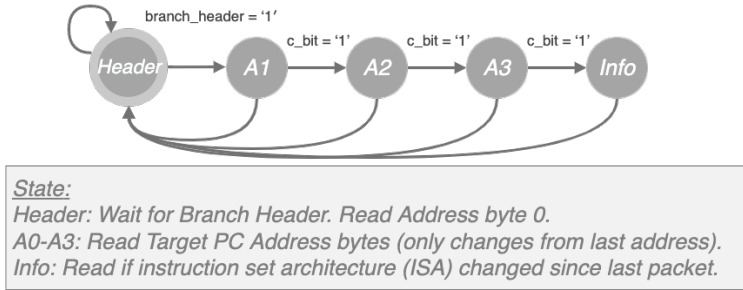 branch_header = ‘1’
c_bit = ‘1’ c_bit = ‘1’ c_bit = ‘1’
Header A1 A2 A3 Info
State:
Header: Wait for Branch Header. Read Address byte 0.
A0-A3: Read Target PC Address bytes (only changes from last address).
Info: Read if instruction set architecture (ISA) changed since last packet.